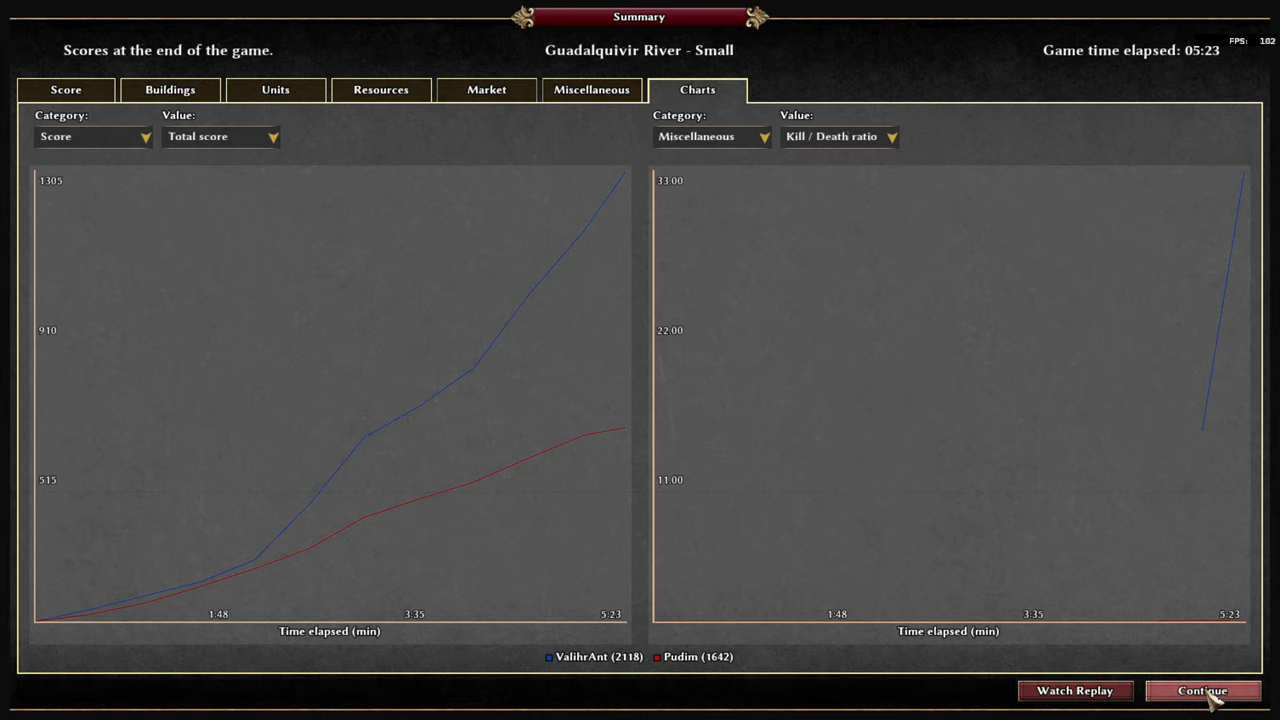 Summary
Scores at the end of the game.
Guadalquivir River - Small
Game time elapsed: 05:23
FPS: 102
Score
Buildings
Units
Resources
Market
Miscellaneous
Charts
Category:
Value:
Score
Total score
Category:
Value:
Miscellaneous
Kill / Death ratio
1305
910
515
1:48
3:35
5:23
Time elapsed (min)
33.00
22.00
11.00
1:48
3:35
5:23
Time elapsed (min)
ValihrAnt (2118)
Pudim (1642)
Watch Replay
Continue